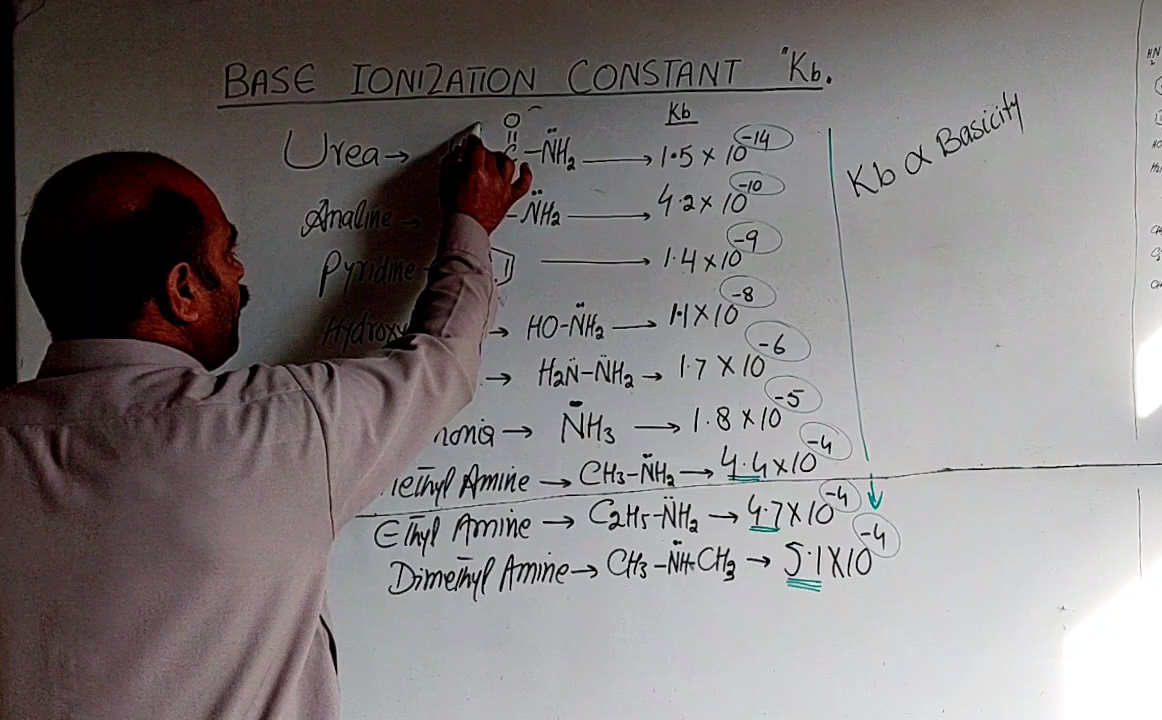 BASE IONIZATION CONSTANT "Kb.
Kb
O
Urea → -NH2 → 1.5 × 10-14
Kb ∝ Basicity
Analine → -NH2 → 4.2 × 10-10
Pyridine → 1.4 × 10-9
Hydroxy → HO-NH2 → 1.1 × 10-8
→ H2N-NH2 → 1.7 × 10-6
monia → NH3 → 1.8 × 10-5
Methyl Amine → CH3-NH2 → 4.4 × 10-4
Ethyl Amine → C2H5-NH2 → 4.7 × 10-4
Dimethyl Amine → CH3-NH-CH3 → 5.1 × 10-4